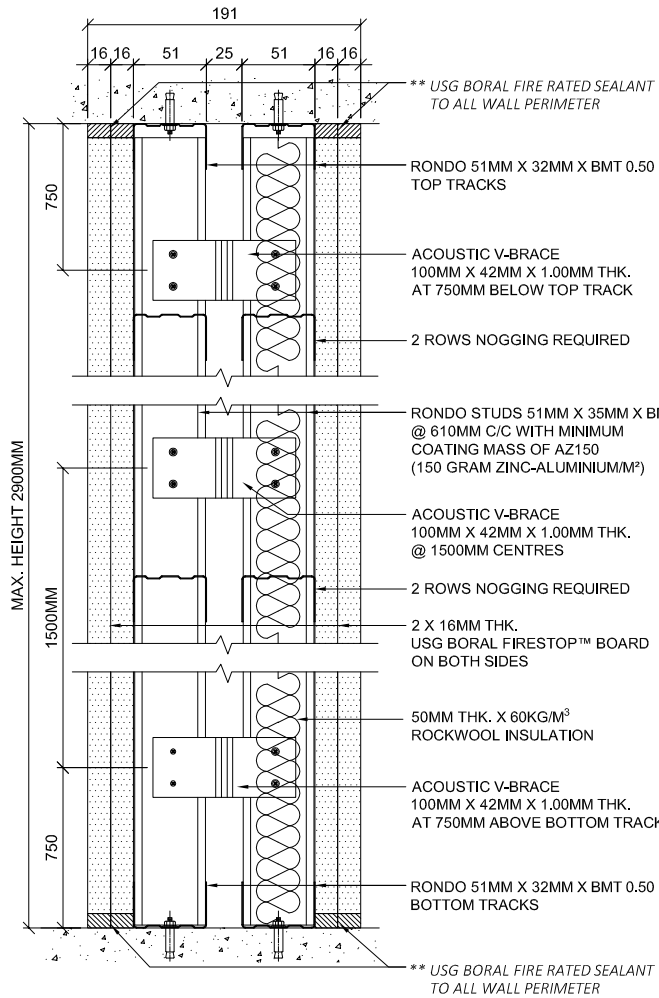 191
16 16 51 25 51 16 16
** USG BORAL FIRE RATED SEALANT
TO ALL WALL PERIMETER
750
RONDO 51MM X 32MM X BMT 0.50
TOP TRACKS
ACOUSTIC V-BRACE
100MM X 42MM X 1.00MM THK.
AT 750MM BELOW TOP TRACK
2 ROWS NOGGING REQUIRED
MAX. HEIGHT 2900MM
RONDO STUDS 51MM X 35MM X
@ 610MM C/C WITH MINIMUM
COATING MASS OF AZ150
(150 GRAM ZINC-ALUMINIUM/M²)
ACOUSTIC V-BRACE
100MM X 42MM X 1.00MM THK.
@ 1500MM CENTRES
1500MM
2 ROWS NOGGING REQUIRED
2 X 16MM THK.
USG BORAL FIRESTOP™ BOARD
ON BOTH SIDES
50MM THK. X 60KG/M³
ROCKWOOL INSULATION
ACOUSTIC V-BRACE
100MM X 42MM X 1.00MM THK.
AT 750MM ABOVE BOTTOM TRACK
750
RONDO 51MM X 32MM X BMT 0.50
BOTTOM TRACKS
** USG BORAL FIRE RATED SEALANT
TO ALL WALL PERIMETER